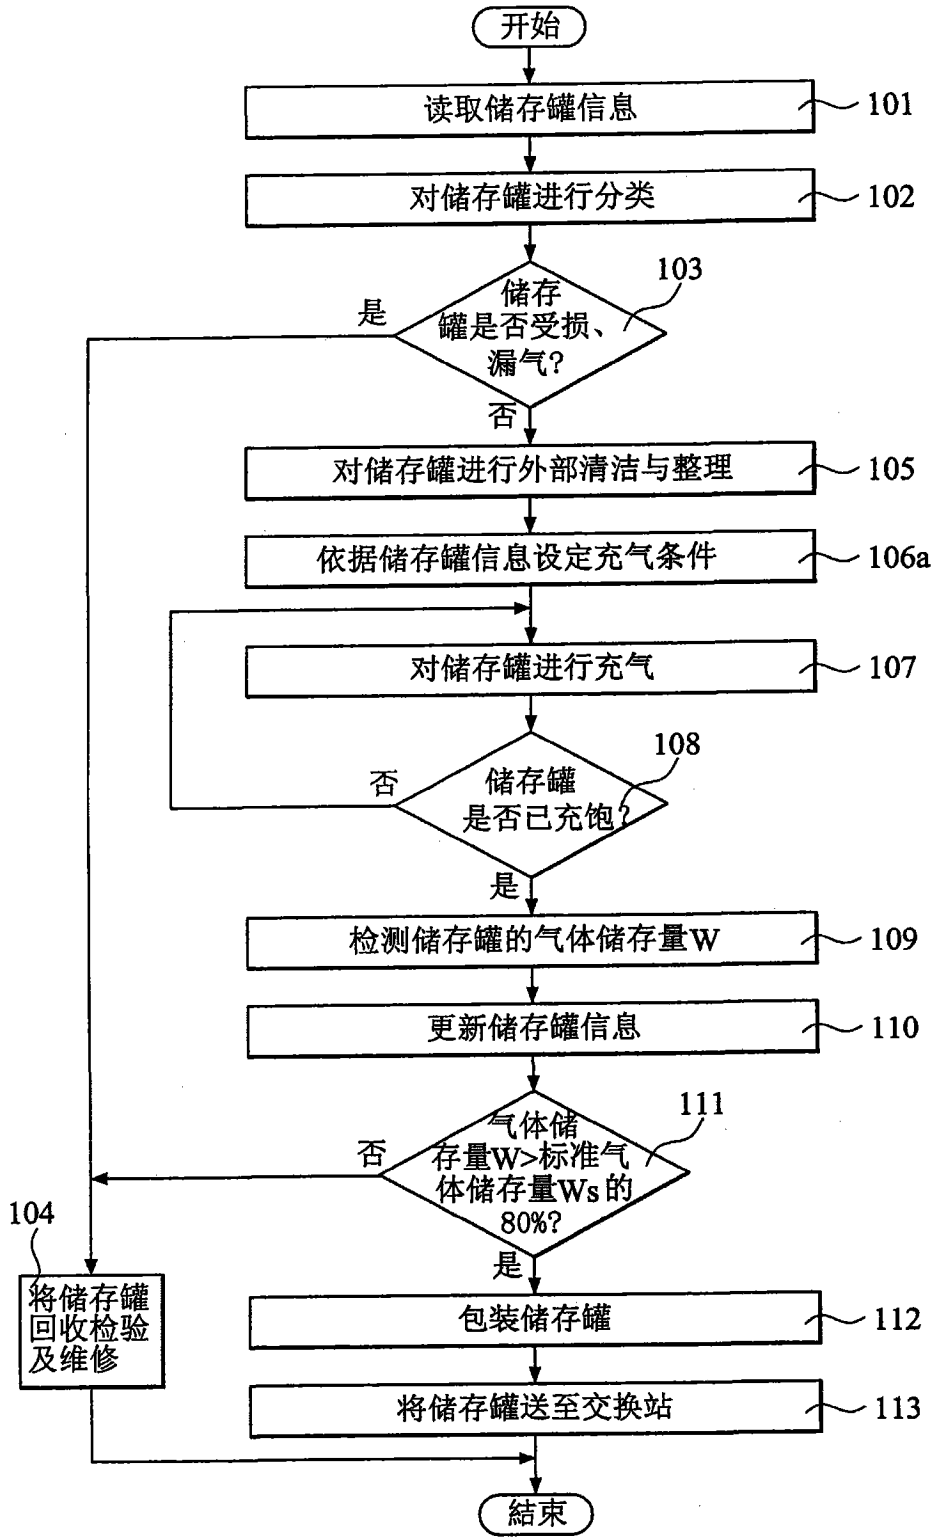 开始
读取储存罐信息
101
对储存罐进行分类
102
103
储存
罐是否受损、
漏气?
是
否
对储存罐进行外部清洁与整理
105
依据储存罐信息设定充气条件
106a
对储存罐进行充气
107
108
储存罐
是否已充饱?
否
是
检测储存罐的气体储存量W
109
更新储存罐信息
110
111
气体储
存量W>标准气
体储存量Ws的
80%?
否
是
104
将储存罐
回收检验
及维修
包装储存罐
112
将储存罐送至交换站
113
結束